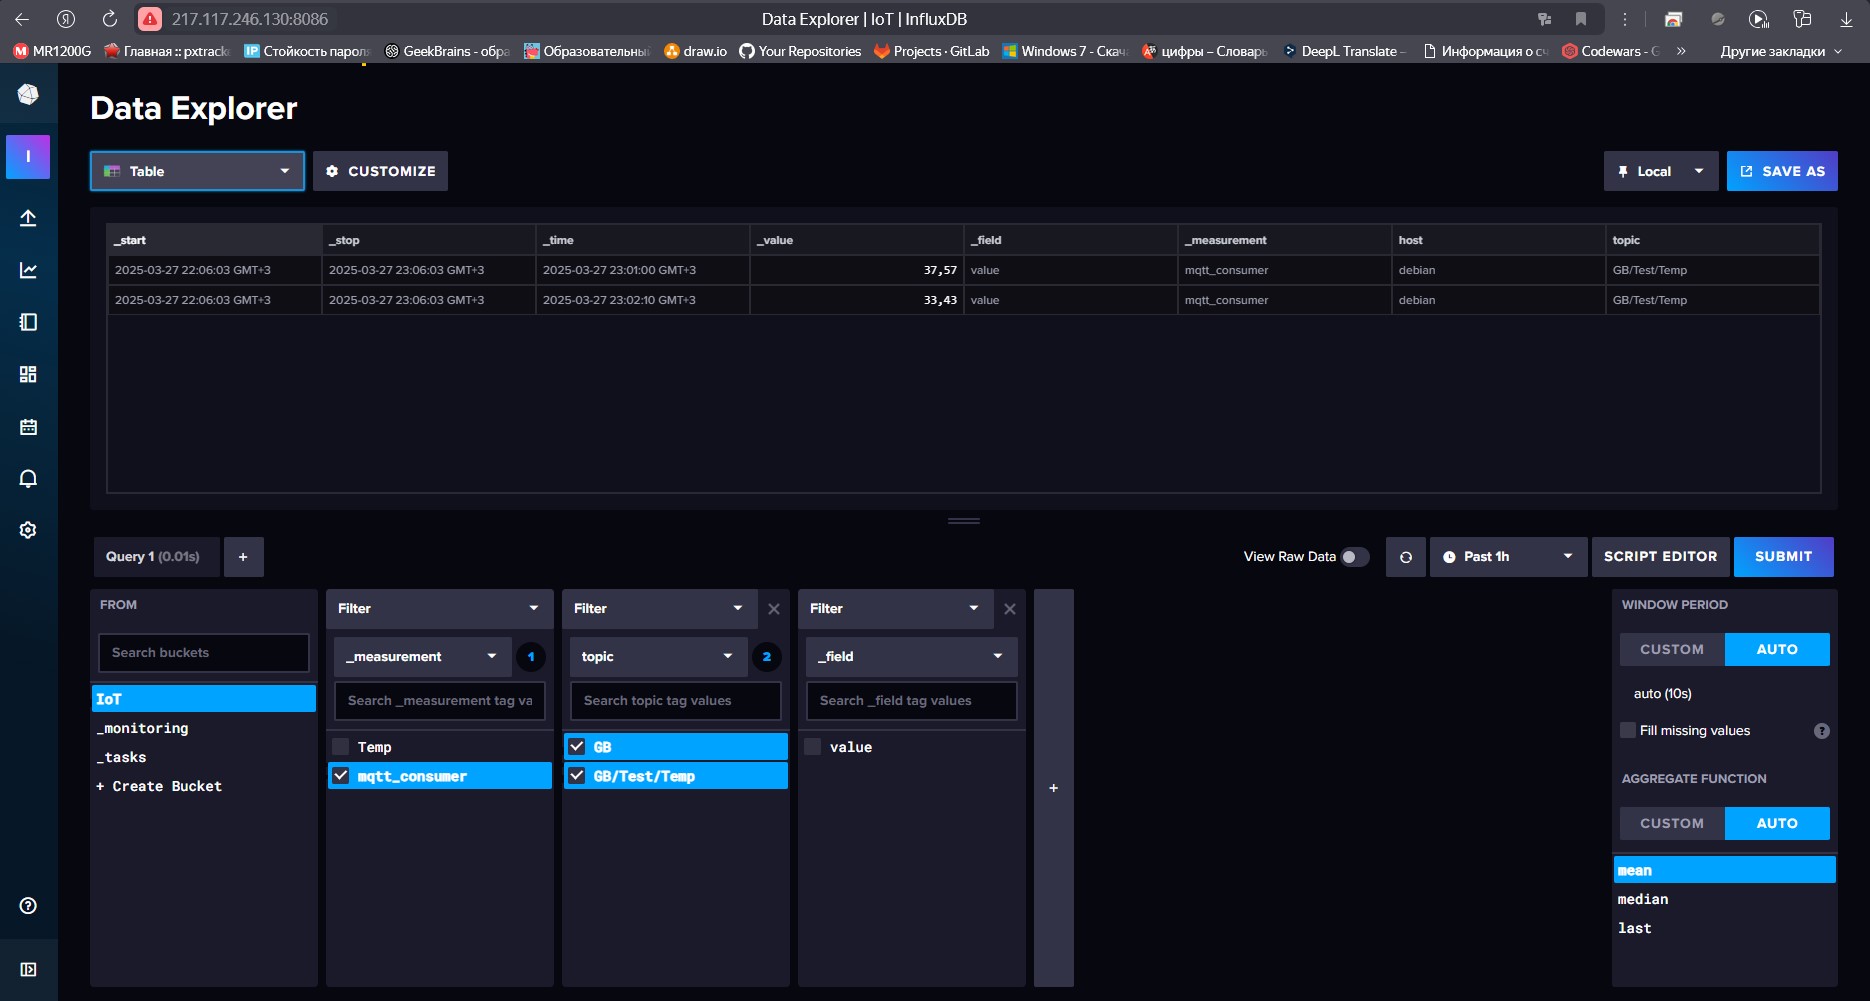 217.117.246.130:8086
Data Explorer | IoT | InfluxDB
MR1200G
Главная :: pxtrack
Стойкость пароля
GeekBrains - обра
Образовательны
draw.io
Your Repositories
Projects · GitLab
Windows 7 - Скача
цифры – Словарь
DeepL Translate –
Информация о сч
Codewars - G
»
Другие закладки
Data Explorer
I
Table
CUSTOMIZE
Local
SAVE AS
_start _stop _time _value _field _measurement host topic
2025-03-27 22:06:03 GMT+3 2025-03-27 23:06:03 GMT+3 2025-03-27 23:01:00 GMT+3 37,57 value mqtt_consumer debian GB/Test/Temp
2025-03-27 22:06:03 GMT+3 2025-03-27 23:06:03 GMT+3 2025-03-27 23:02:10 GMT+3 33,43 value mqtt_consumer debian GB/Test/Temp
Query 1 (0.01s)
+
View Raw Data
Past 1h
SCRIPT EDITOR
SUBMIT
FROM
Search buckets
IoT
_monitoring
_tasks
+ Create Bucket
Filter
_measurement
1
Search _measurement tag va
Temp
mqtt_consumer
Filter
topic
2
Search topic tag values
GB
GB/Test/Temp
Filter
_field
Search _field tag values
value
+
WINDOW PERIOD
CUSTOM
AUTO
auto (10s)
Fill missing values
?
AGGREGATE FUNCTION
CUSTOM
AUTO
mean
median
last